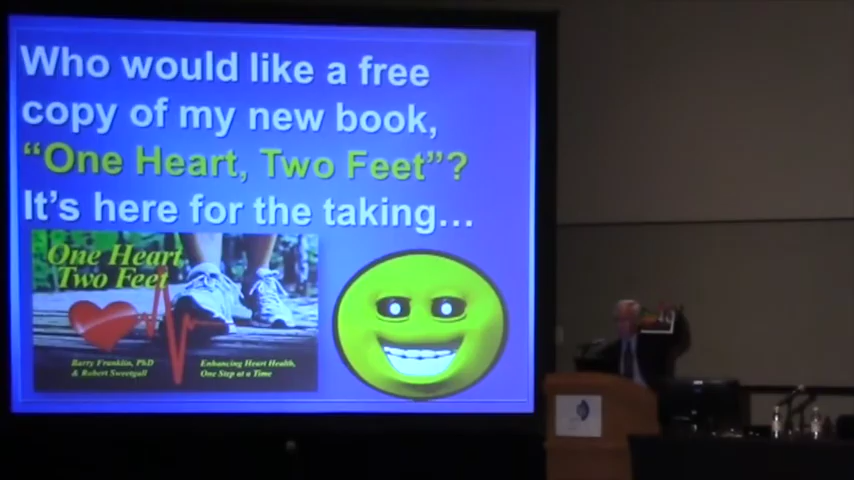 Who would like a free
copy of my new book,
“One Heart, Two Feet”?
It’s here for the taking…
One Heart
Two Feet
Barry Franklin, PhD
& Robert Sweetgall
Enhancing Heart Health,
One Step at a Time